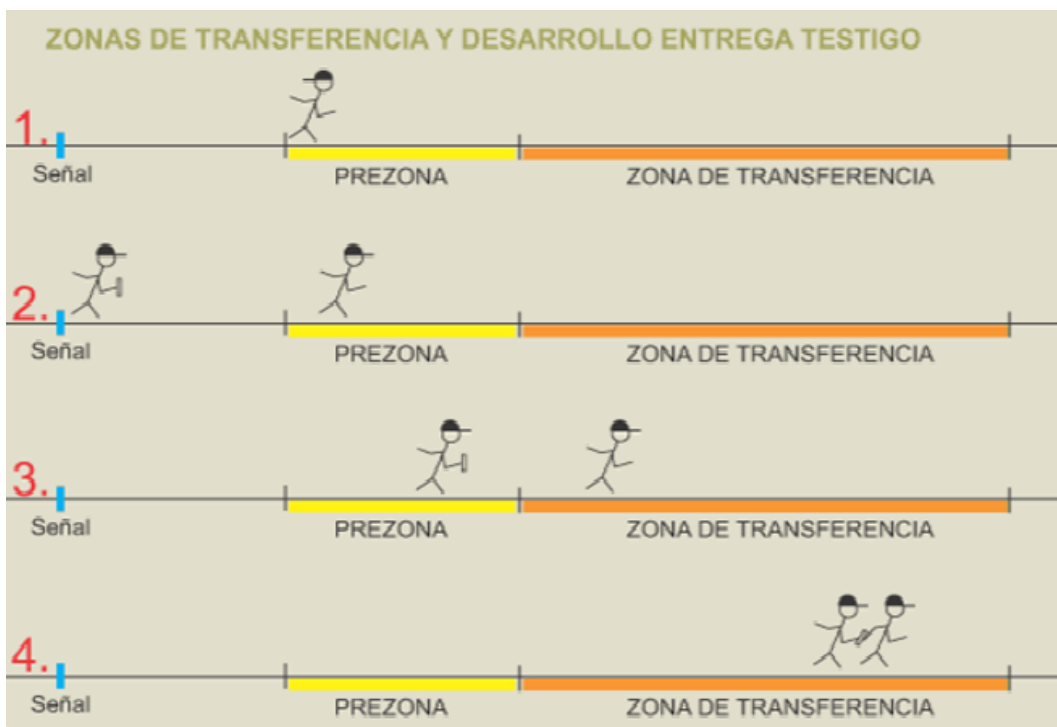 ZONAS DE TRANSFERENCIA Y DESARROLLO ENTREGA TESTIGO
1.
Señal PREZONA ZONA DE TRANSFERENCIA
2.
Señal PREZONA ZONA DE TRANSFERENCIA
3.
Señal PREZONA ZONA DE TRANSFERENCIA
4.
Señal PREZONA ZONA DE TRANSFERENCIA